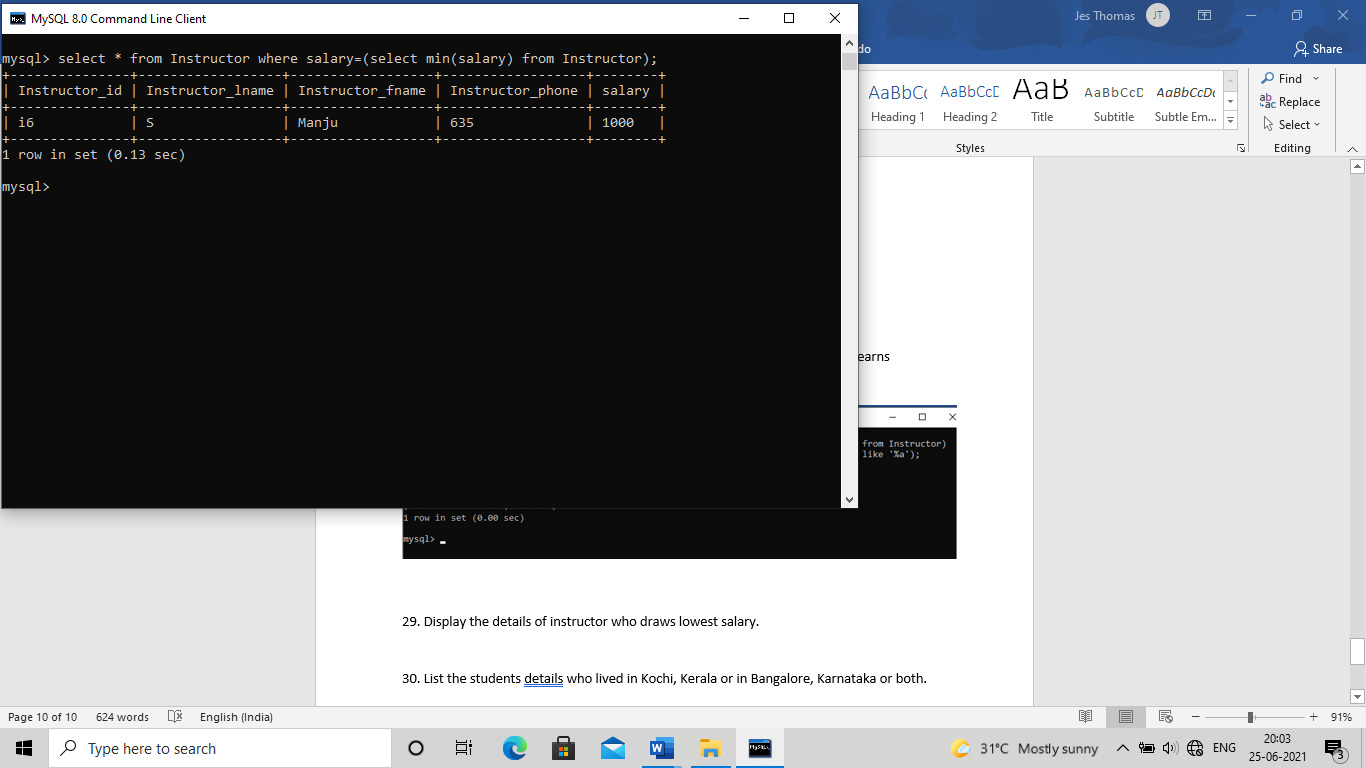 MySQL 8.0 Command Line Client
Jes Thomas JT
do
Share
mysql> select * from Instructor where salary=(select min(salary) from Instructor);
+---------------+------------------+------------------+------------------+--------+
| Instructor_id | Instructor_lname | Instructor_fname | Instructor_phone | salary |
+---------------+------------------+------------------+------------------+--------+
| i6 | S | Manju | 635 | 1000 |
+---------------+------------------+------------------+------------------+--------+
1 row in set (0.13 sec)
mysql>
AaBbCc AaBbCcD AaB AaBbCcD AaBbCcDc
Heading 1 Heading 2 Title Subtitle Subtle Em...
Styles
Find
Replace
Select
Editing
earns
from Instructor)
like '%a');
1 row in set (0.00 sec)
mysql>
29. Display the details of instructor who draws lowest salary.
30. List the students details who lived in Kochi, Kerala or in Bangalore, Karnataka or both.
Page 10 of 10 624 words English (India) 91%
Type here to search
31°C Mostly sunny ENG
20:03
25-06-2021
3